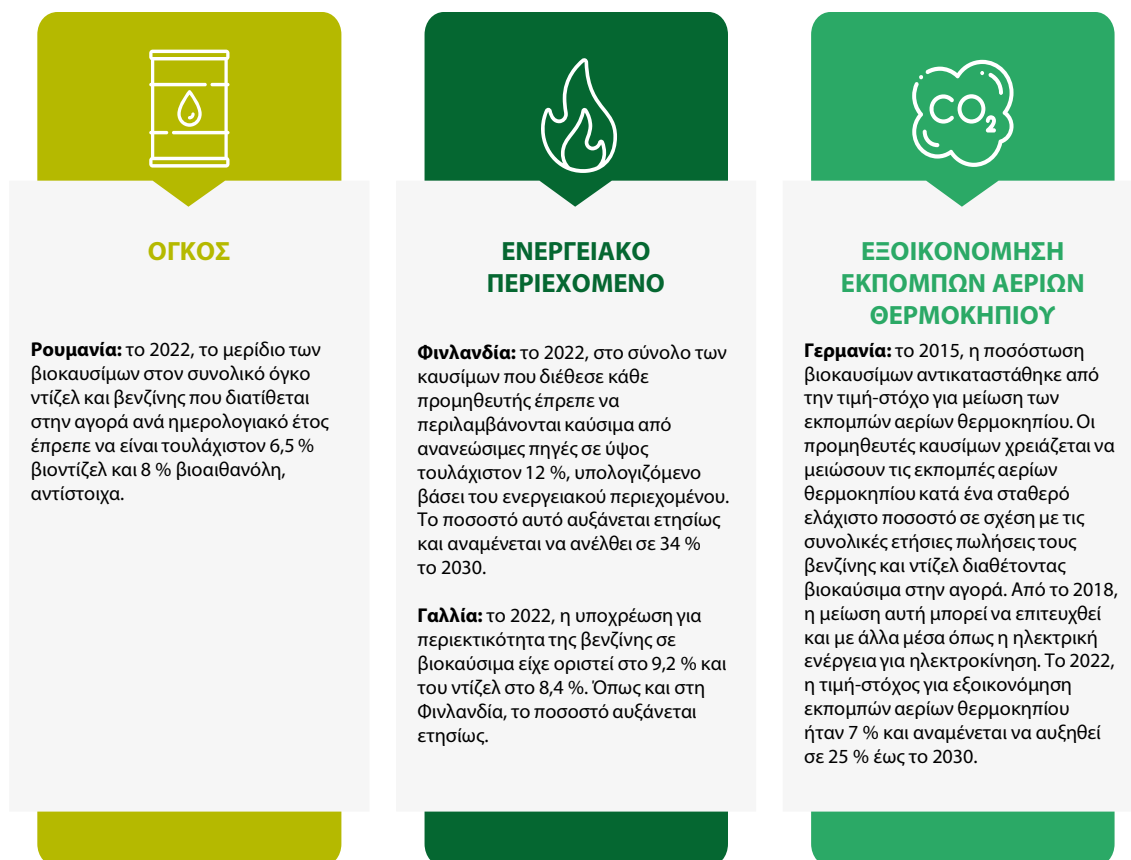 CO2
ΟΓΚΟΣ
Ρουμανία: το 2022, το μερίδιο των
βιοκαυσίμων στον συνολικό όγκο
ντίζελ και βενζίνης που διατίθεται
στην αγορά ανά ημερολογιακό έτος
έπρεπε να είναι τουλάχιστον 6,5 %
βιοντίζελ και 8 % βιοαιθανόλη,
αντίστοιχα.
ΕΝΕΡΓΕΙΑΚΟ
ΠΕΡΙΕΧΟΜΕΝΟ
Φινλανδία: το 2022, στο σύνολο των
καυσίμων που διέθεσε κάθε
προμηθευτής έπρεπε να
περιλαμβάνονται καύσιμα από
ανανεώσιμες πηγές σε ύψος
τουλάχιστον 12 %, υπολογιζόμενο
βάσει του ενεργειακού περιεχομένου.
Το ποσοστό αυτό αυξάνεται ετησίως
και αναμένεται να ανέλθει σε 34 %
το 2030.
Γαλλία: το 2022, η υποχρέωση για
περιεκτικότητα της βενζίνης σε
βιοκαύσιμα είχε οριστεί στο 9,2 % και
του ντίζελ στο 8,4 %. Όπως και στη
Φινλανδία, το ποσοστό αυξάνεται
ετησίως.
ΕΞΟΙΚΟΝΟΜΗΣΗ
ΕΚΠΟΜΠΩΝ ΑΕΡΙΩΝ
ΘΕΡΜΟΚΗΠΙΟΥ
Γερμανία: το 2015, η ποσόστωση
βιοκαυσίμων αντικαταστάθηκε από
την τιμή-στόχο για μείωση των
εκπομπών αερίων θερμοκηπίου. Οι
προμηθευτές καυσίμων χρειάζεται να
μειώσουν τις εκπομπές αερίων
θερμοκηπίου κατά ένα σταθερό
ελάχιστο ποσοστό σε σχέση με τις
συνολικές ετήσιες πωλήσεις τους
βενζίνης και ντίζελ διαθέτοντας
βιοκαύσιμα στην αγορά. Από το 2018,
η μείωση αυτή μπορεί να επιτευχθεί
και με άλλα μέσα όπως η ηλεκτρική
ενέργεια για ηλεκτροκίνηση. Το 2022,
η τιμή-στόχος για εξοικονόμηση
εκπομπών αερίων θερμοκηπίου
ήταν 7 % και αναμένεται να αυξηθεί
σε 25 % έως το 2030.